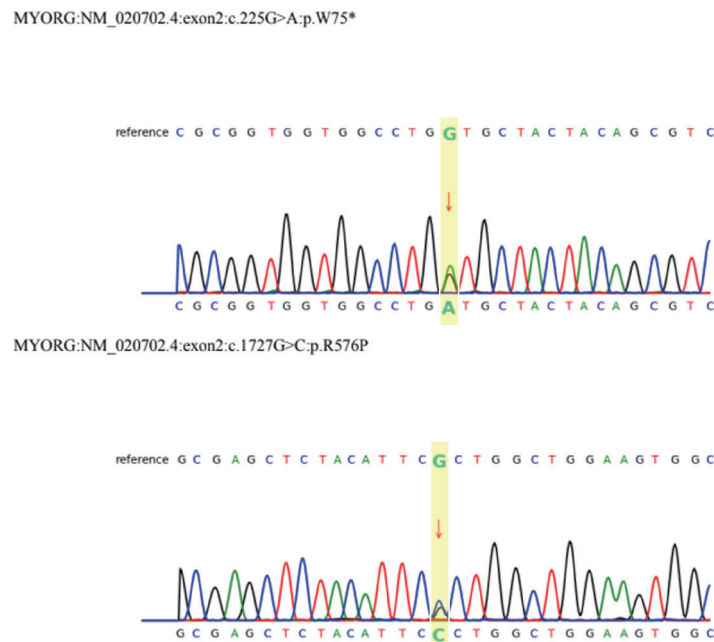 MYORG:NM_020702.4:exon2:c.225G>A:p.W75*
reference C G C G G T G G T G G C C T G G T G C T A C T A C A G C G T C
C G C G G T G G T G G C C T G A T G C T A C T A C A G C G T C
MYORG:NM_020702.4:exon2:c.1727G>C:p.R576P
reference G C G A G C T C T A C A T T C G C T G G C T G G A A G T G G C
G C G A G C T C T A C A T T C C C T G G C T G G A A G T G G C